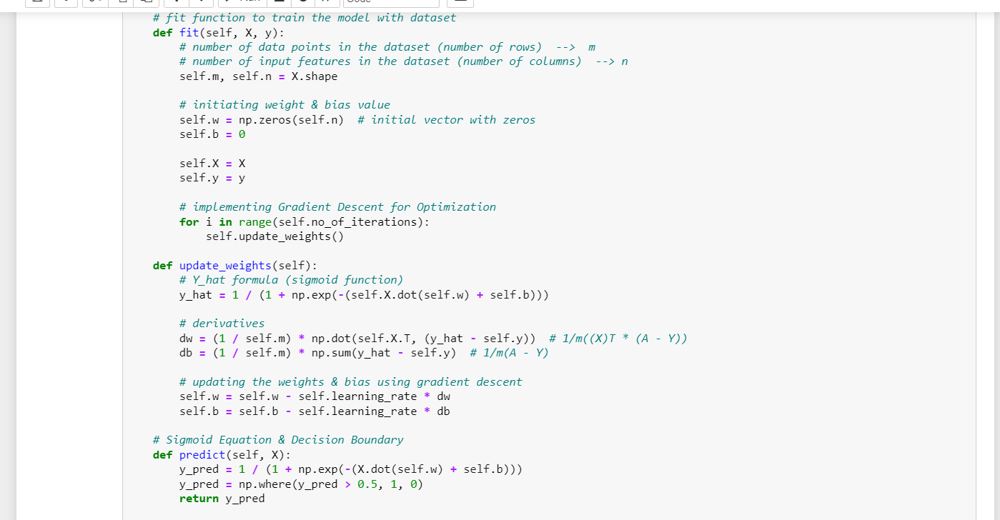 # fit function to train the model with dataset
def fit(self, X, y):
# number of data points in the dataset (number of rows)  -->  m
# number of input features in the dataset (number of columns)  --> n
self.m, self.n = X.shape
# initiating weight & bias value
self.w = np.zeros(self.n)  # initial vector with zeros
self.b = 0
self.X = X
self.y = y
# implementing Gradient Descent for Optimization
for i in range(self.no_of_iterations):
self.update_weights()
def update_weights(self):
# Y_hat formula (sigmoid function)
y_hat = 1 / (1 + np.exp(-(self.X.dot(self.w) + self.b)))
# derivatives
dw = (1 / self.m) * np.dot(self.X.T, (y_hat - self.y))  # 1/m((X)T * (A - Y))
db = (1 / self.m) * np.sum(y_hat - self.y)  # 1/m(A - Y)
# updating the weights & bias using gradient descent
self.w = self.w - self.learning_rate * dw
self.b = self.b - self.learning_rate * db
# Sigmoid Equation & Decision Boundary
def predict(self, X):
y_pred = 1 / (1 + np.exp(-(X.dot(self.w) + self.b)))
y_pred = np.where(y_pred > 0.5, 1, 0)
return y_pred